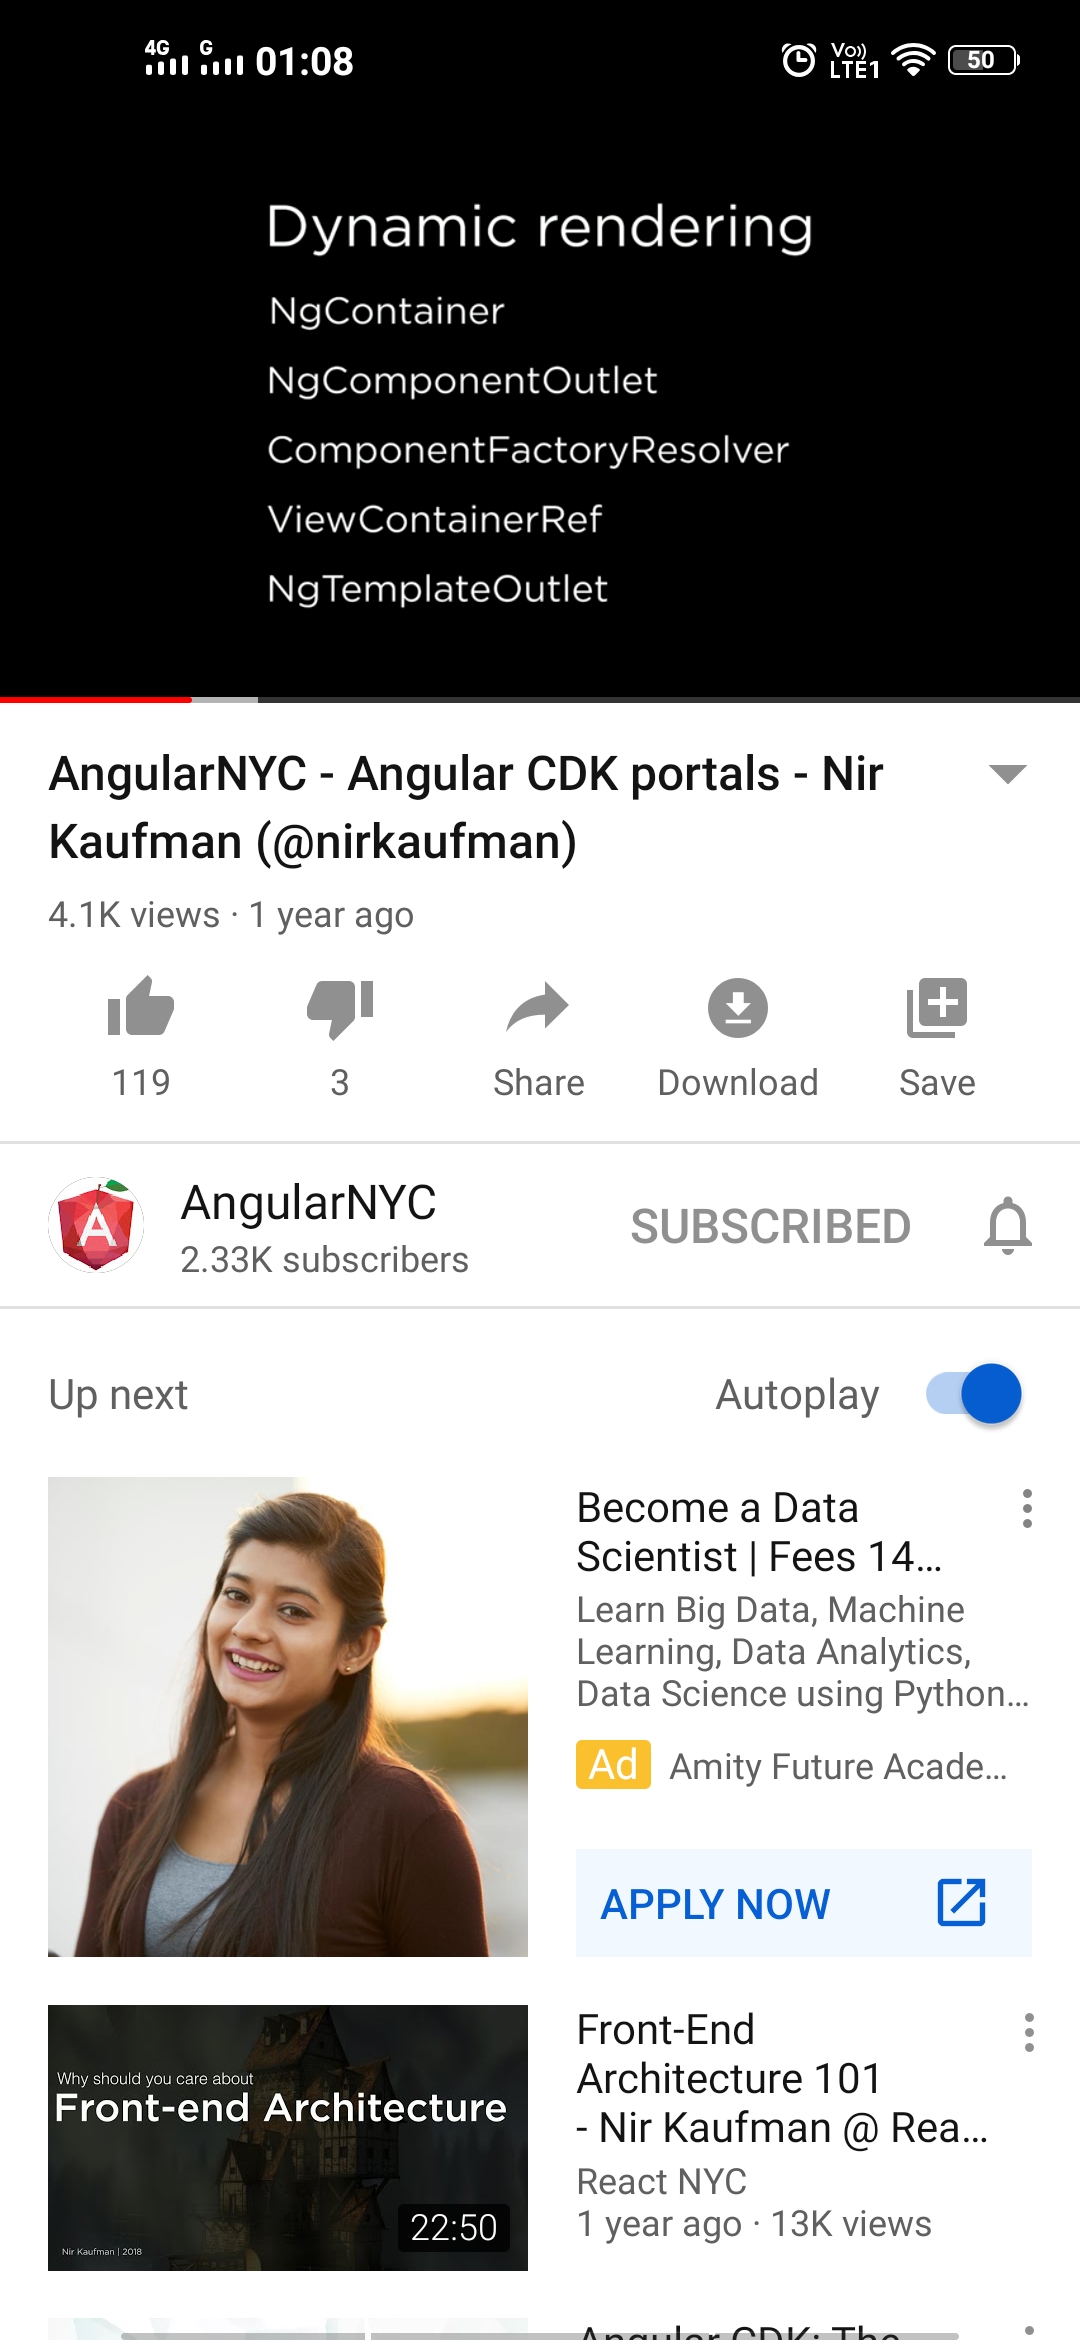 4G G 01:08 Vo)) LTE1 50
Dynamic rendering
NgContainer
NgComponentOutlet
ComponentFactoryResolver
ViewContainerRef
NgTemplateOutlet
AngularNYC - Angular CDK portals - Nir
Kaufman (@nirkaufman)
4.1K views · 1 year ago
119 3 Share Download Save
A
AngularNYC
2.33K subscribers
SUBSCRIBED
Up next Autoplay
Become a Data
Scientist | Fees 14...
Learn Big Data, Machine
Learning, Data Analytics,
Data Science using Python...
Ad Amity Future Acade...
APPLY NOW
Why should you care about
Front-end Architecture
22:50
Nir Kaufman | 2018
Front-End
Architecture 101
- Nir Kaufman @ Rea...
React NYC
1 year ago · 13K views
Angular CDK: The